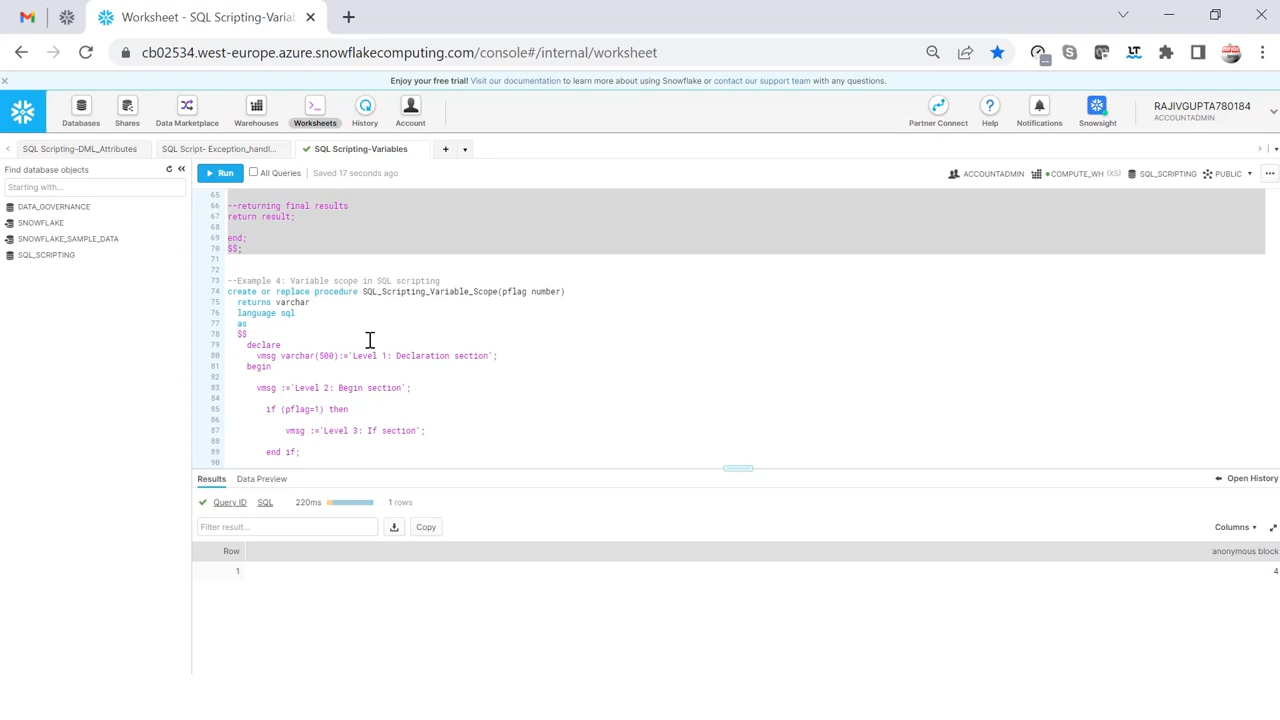 Worksheet - SQL Scripting-Variab
cb02534.west-europe.azure.snowflakecomputing.com/console#/internal/worksheet
Enjoy your free trial! Visit our documentation to learn more about using Snowflake or contact our support team with any questions.
Databases Shares Data Marketplace Warehouses Worksheets History Account Partner Connect Help Notifications Snowsight
RAJIVGUPTA780184
ACCOUNTADMIN
SQL Scripting-DML_Attributes SQL Script- Exception_handl... SQL Scripting-Variables
Find database objects
Starting with...
DATA_GOVERNANCE
SNOWFLAKE
SNOWFLAKE_SAMPLE_DATA
SQL_SCRIPTING
Run All Queries Saved 17 seconds ago ACCOUNTADMIN COMPUTE_WH (XS) SQL_SCRIPTING PUBLIC
65
66 --returning final results
67 return result;
68
69 end;
70 $$;
71
72
73 --Example 4: Variable scope in SQL scripting
74 create or replace procedure SQL_Scripting_Variable_Scope(pflag number)
75 returns varchar
76 language sql
77 as
78 $$
79 declare
80 vmsg varchar(500):='Level 1: Declaration section';
81 begin
82
83 vmsg :='Level 2: Begin section';
84
85 if (pflag=1) then
86
87 vmsg :='Level 3: If section';
88
89 end if;
90
Results Data Preview Open History
Query ID SQL 220ms 1 rows
Filter result... Copy Columns
Row anonymous block
1 4